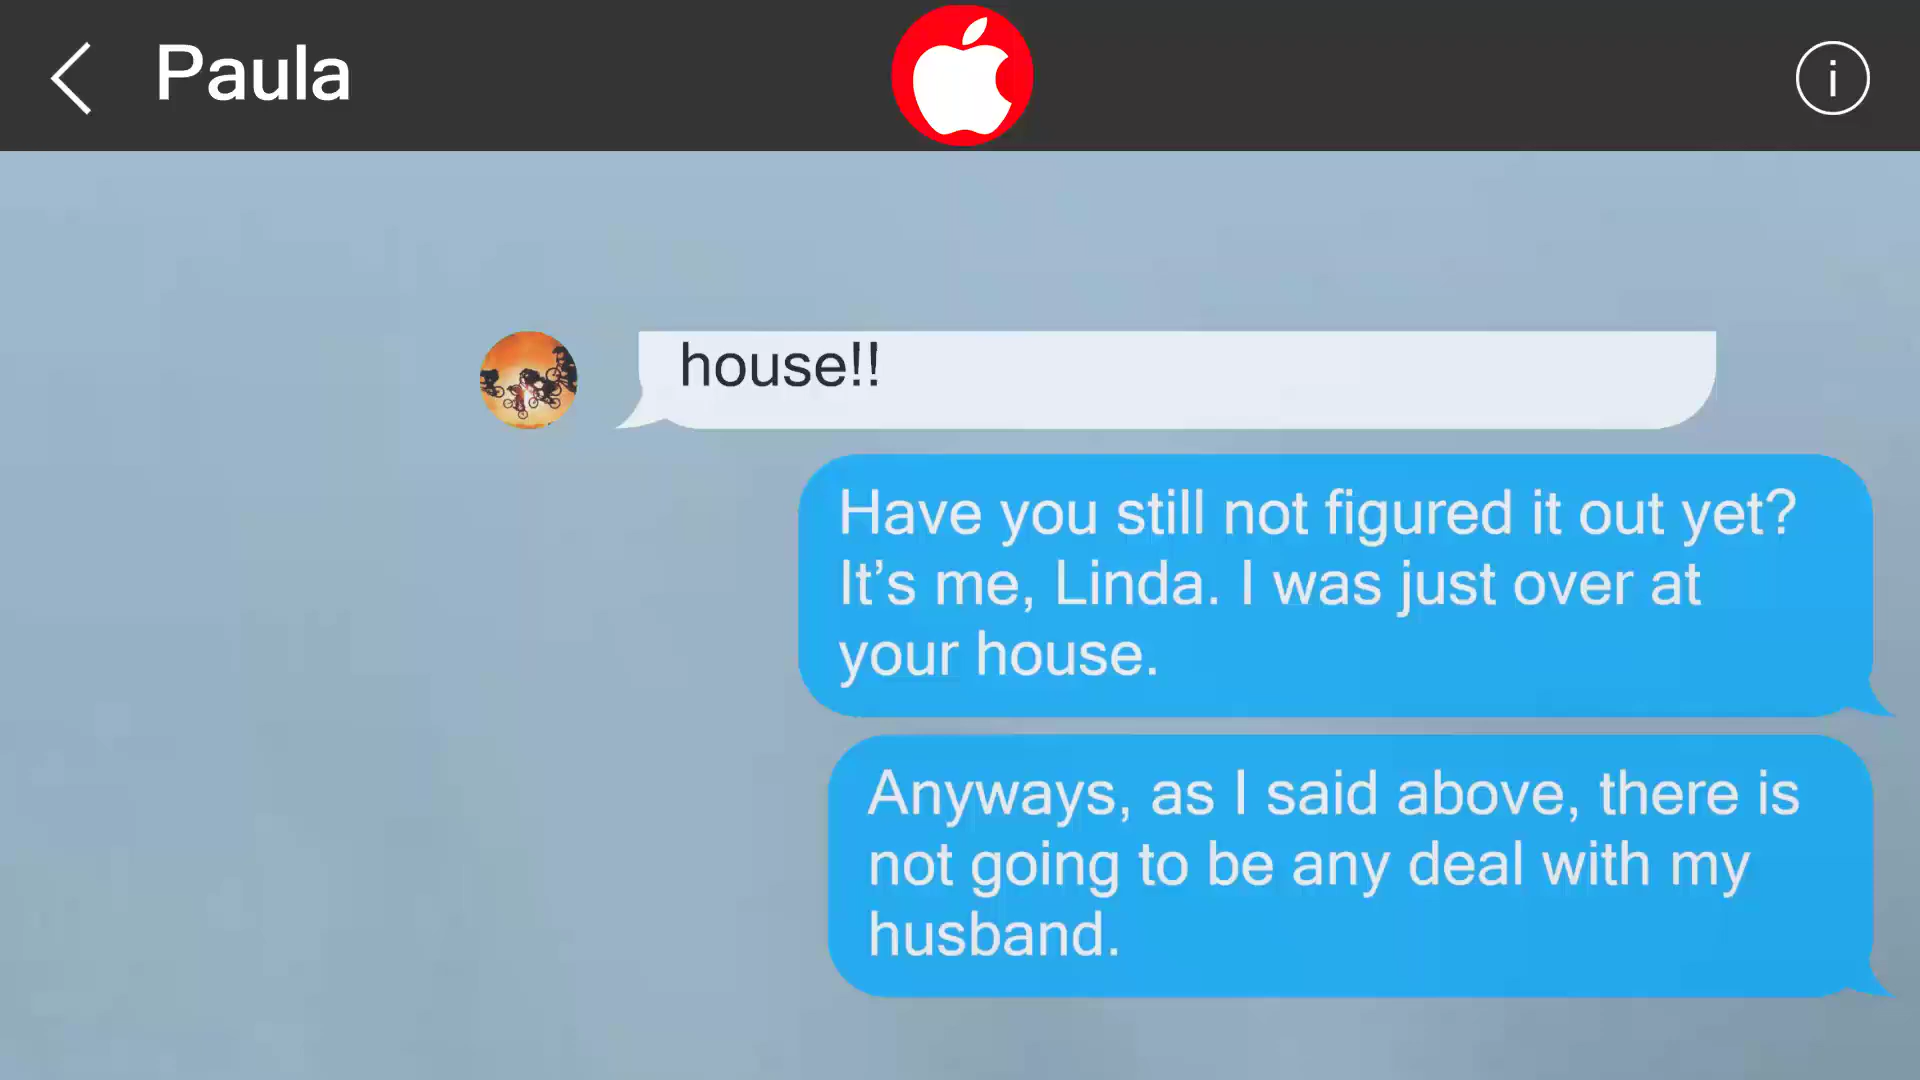 Paula
i
house!!
Have you still not figured it out yet?
It’s me, Linda. I was just over at
your house.
Anyways, as I said above, there is
not going to be any deal with my
husband.